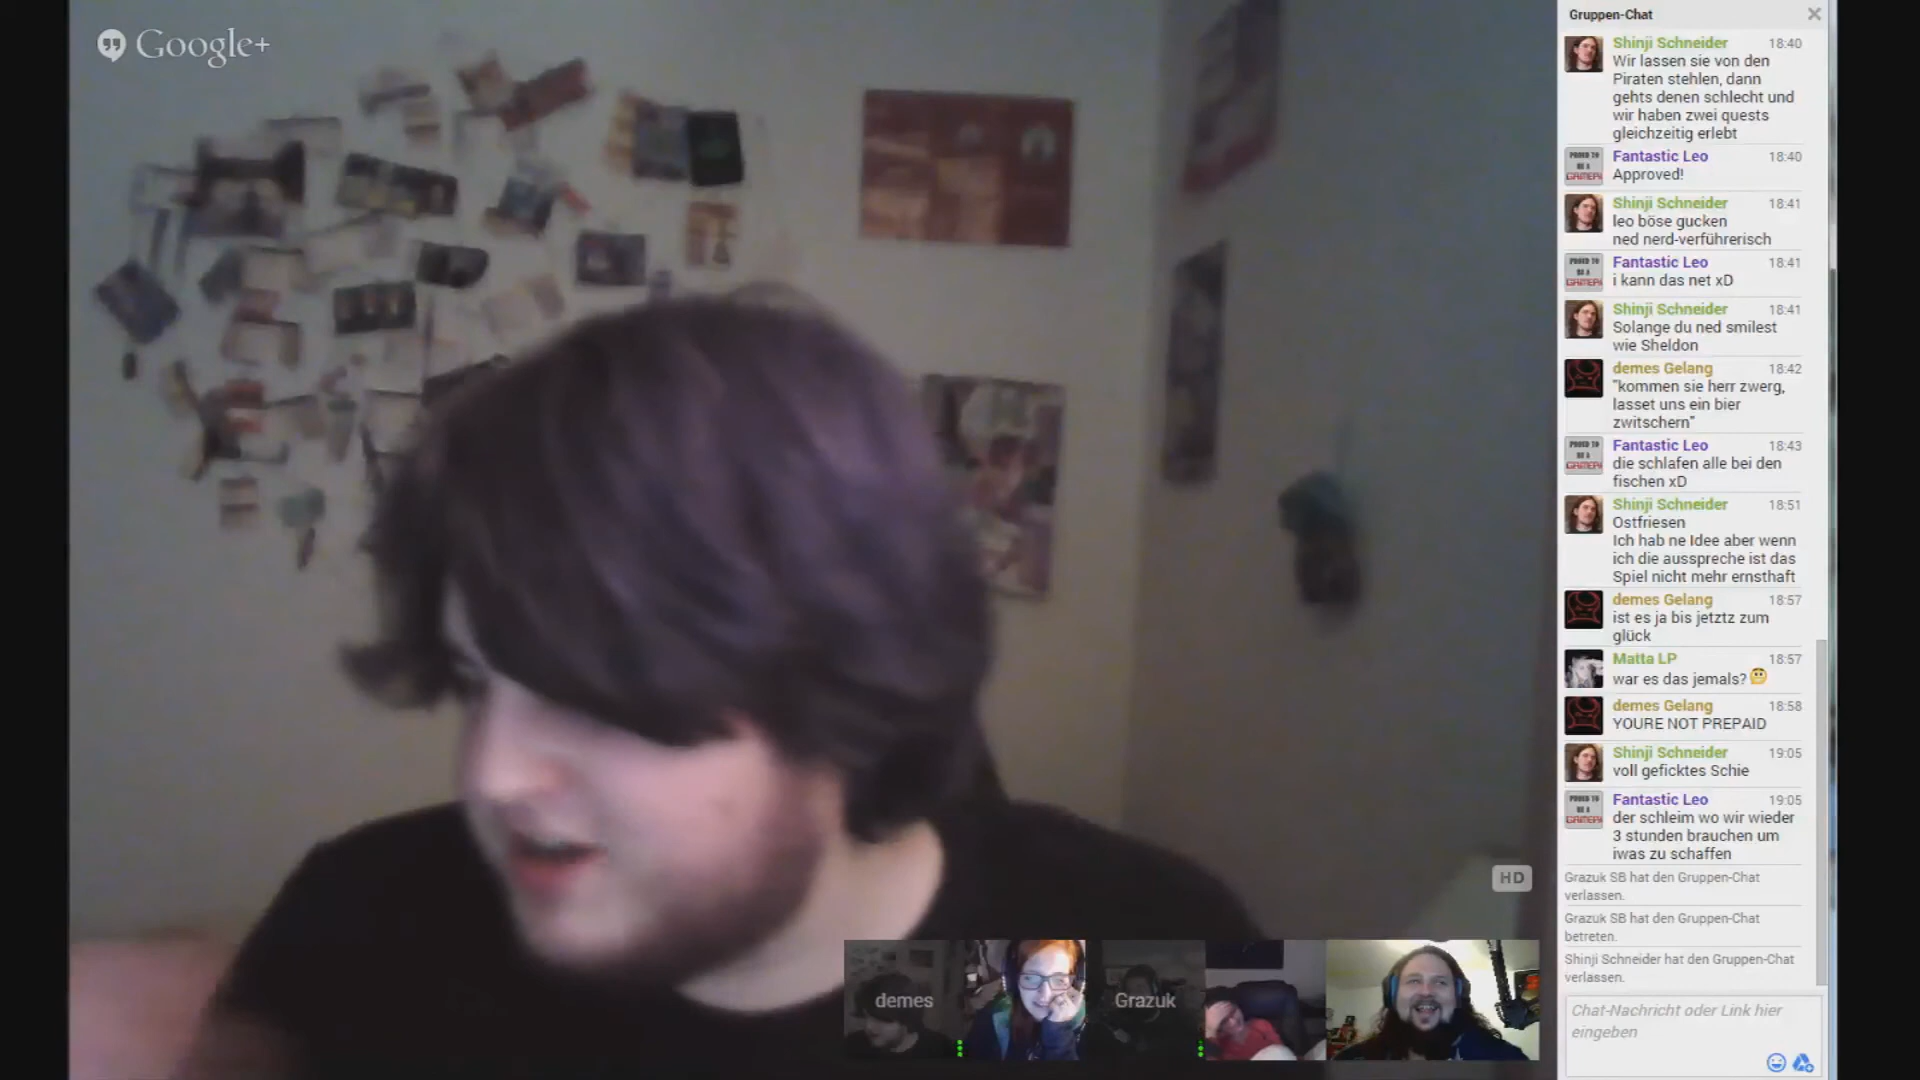 Google+
Gruppen-Chat
Shinji Schneider 18:40
Wir lassen sie von den
Piraten stehlen, dann
gehts denen schlecht und
wir haben zwei quests
gleichzeitig erlebt
Fantastic Leo 18:40
Approved!
Shinji Schneider 18:41
leo böse gucken
ned nerd-verführerisch
Fantastic Leo 18:41
i kann das net xD
Shinji Schneider 18:41
Solange du ned smilest
wie Sheldon
demes Gelang 18:42
"kommen sie herr zwerg,
lasset uns ein bier
zwitschern"
Fantastic Leo 18:43
die schlafen alle bei den
fischen xD
Shinji Schneider 18:51
Ostfriesen
Ich hab ne Idee aber wenn
ich die ausspreche ist das
Spiel nicht mehr ernsthaft
demes Gelang 18:57
ist es ja bis jetztz zum
glück
Matta LP 18:57
war es das jemals?
demes Gelang 18:58
YOURE NOT PREPAID
Shinji Schneider 19:05
voll geficktes Schie
Fantastic Leo 19:05
der schleim wo wir wieder
3 stunden brauchen um
iwas zu schaffen
Grazuk SB hat den Gruppen-Chat
verlassen.
Grazuk SB hat den Gruppen-Chat
betreten.
Shinji Schneider hat den Gruppen-Chat
verlassen.
Chat-Nachricht oder Link hier
eingeben
HD
demes
Grazuk